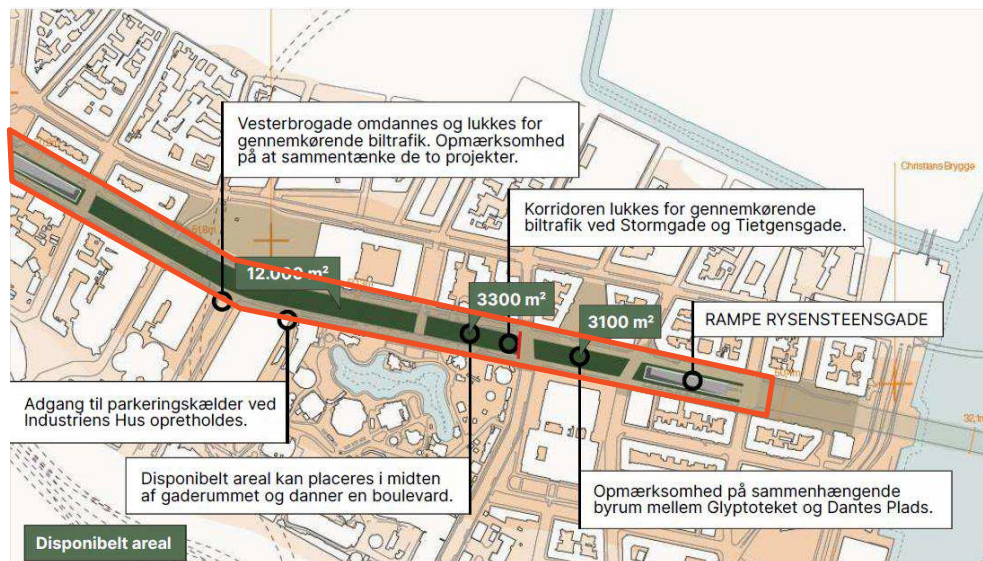 Vesterbrogade omdannes og lukkes for
gennemkørende biltrafik. Opmærksomhed
på at sammentænke de to projekter.
Christians Brygge
Korridoren lukkes for gennemkørende
biltrafik ved Stormgade og Tietgensgade.
12.000 m²
3300 m²
3100 m²
RAMPE RYSENSTEENSGADE
Adgang til parkeringskælder ved
Industriens Hus opretholdes.
Disponibelt areal kan placeres i midten
af gaderummet og danner en boulevard.
Opmærksomhed på sammenhængende
byrum mellem Glyptoteket og Dantes Plads.
Disponibelt areal